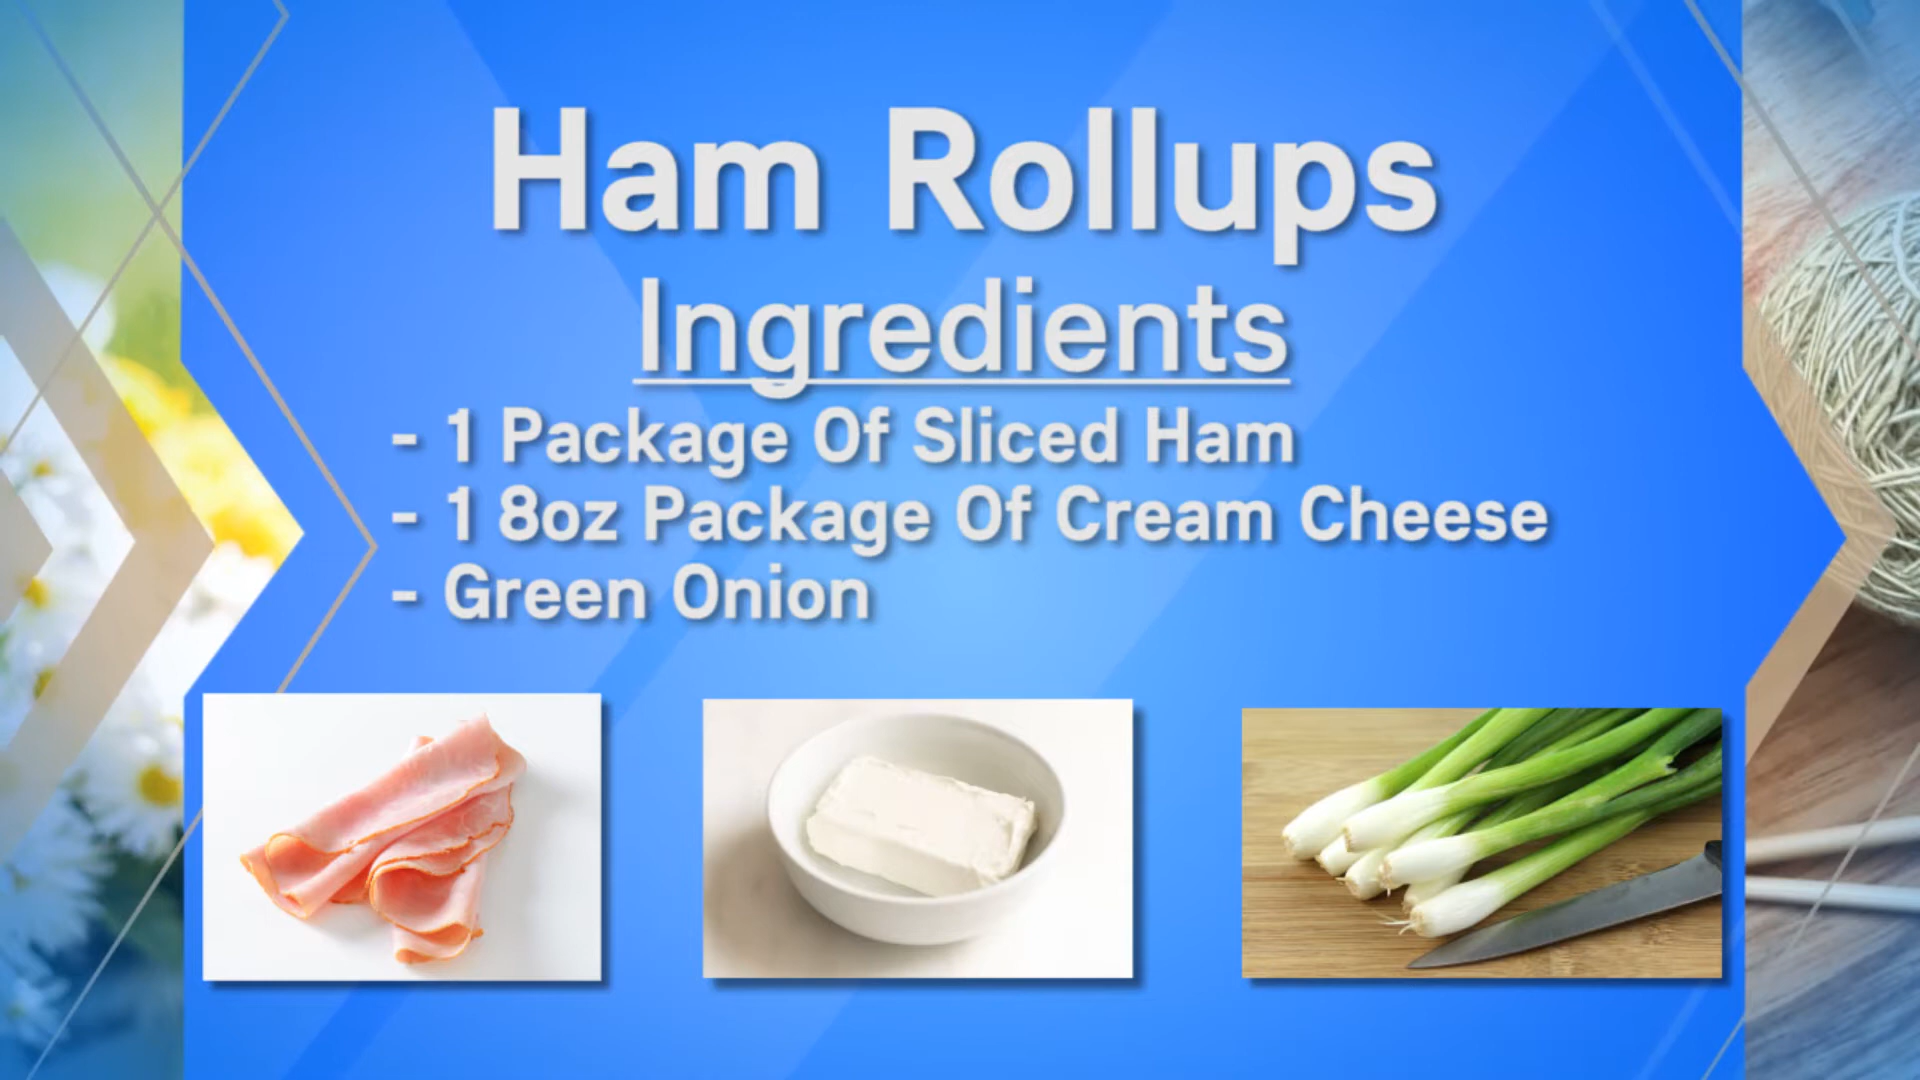 Ham Rollups
Ingredients
- 1 Package Of Sliced Ham
- 1 8oz Package Of Cream Cheese
- Green Onion